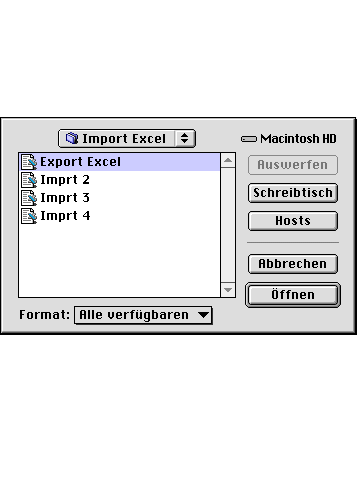 Import Excel
Macintosh HD
Export Excel
Imprt 2
Imprt 3
Imprt 4
Auswerfen
Schreibtisch
Hosts
Abbrechen
Öffnen
Format: Alle verfügbaren